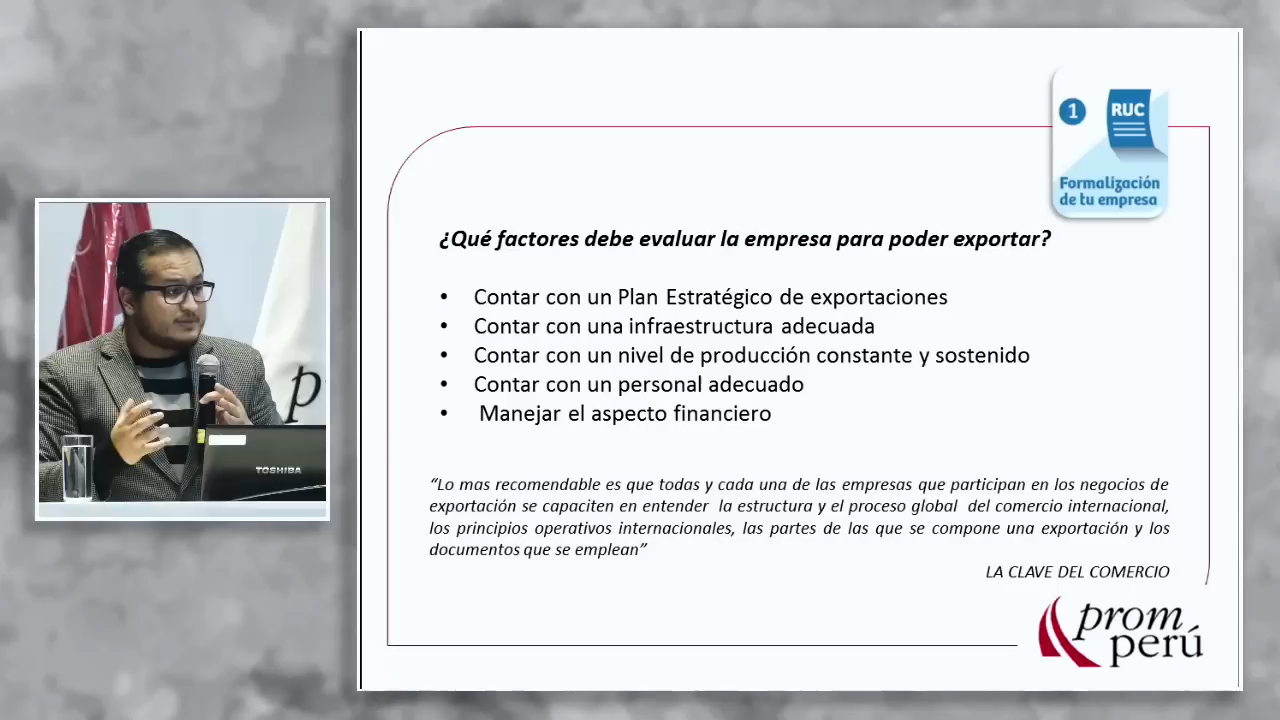 1
RUC
Formalización
de tu empresa
¿Qué factores debe evaluar la empresa para poder exportar?
• Contar con un Plan Estratégico de exportaciones
• Contar con una infraestructura adecuada
• Contar con un nivel de producción constante y sostenido
• Contar con un personal adecuado
• Manejar el aspecto financiero
“Lo mas recomendable es que todas y cada una de las empresas que participan en los negocios de
exportación se capaciten en entender la estructura y el proceso global del comercio internacional,
los principios operativos internacionales, las partes de las que se compone una exportación y los
documentos que se emplean”
LA CLAVE DEL COMERCIO
prom
perú
p
TOSHIBA